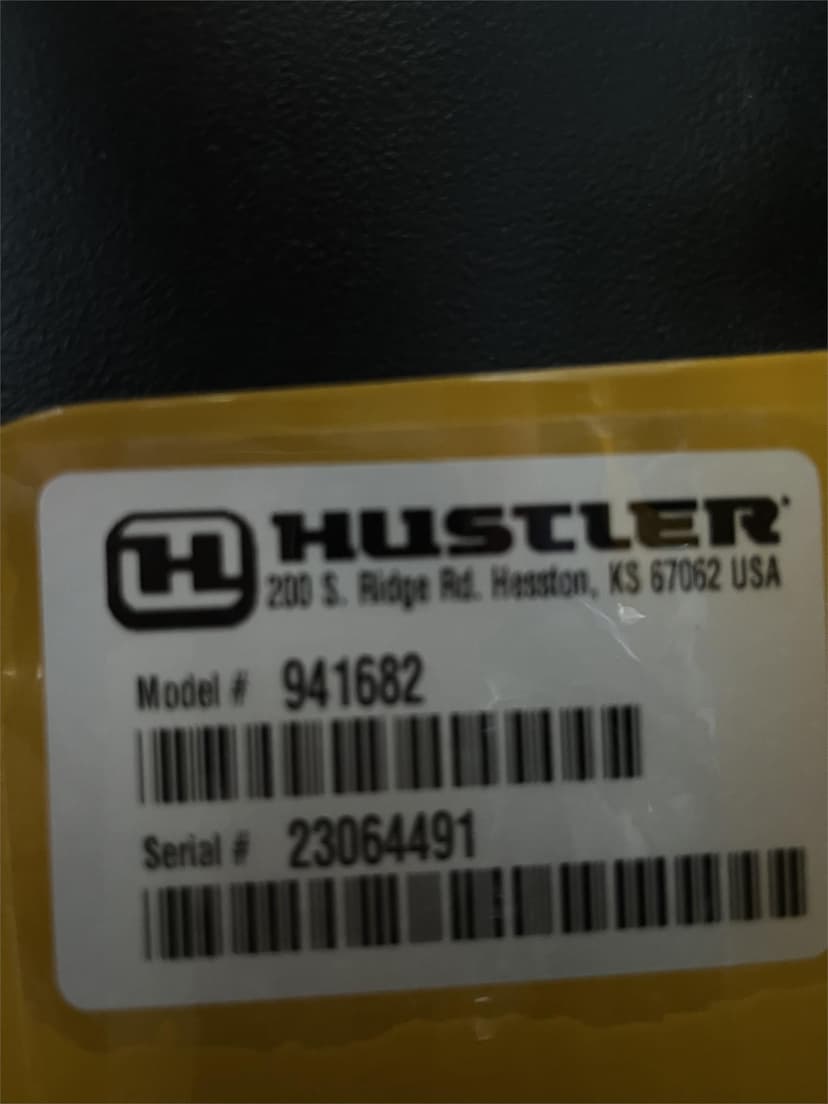 H HUSTLER
200 S. Ridge Rd. Hesston, KS 67062 USA
Model # 941682
Serial # 23064491